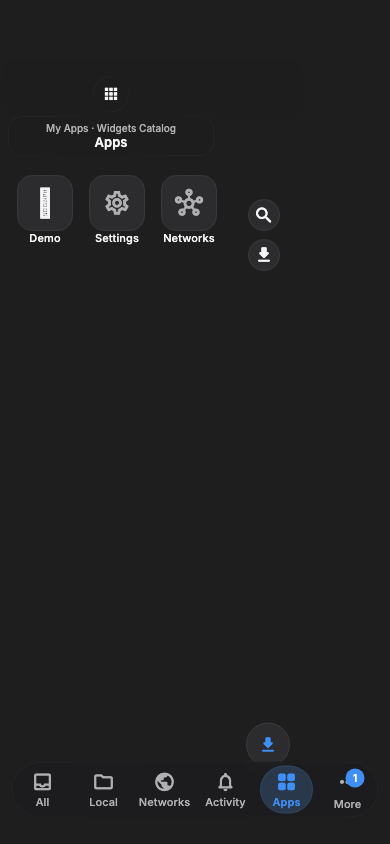 My Apps · Widgets Catalog
Apps
Demo
Settings
Networks
All
Local
Networks
Activity
Apps
1
More